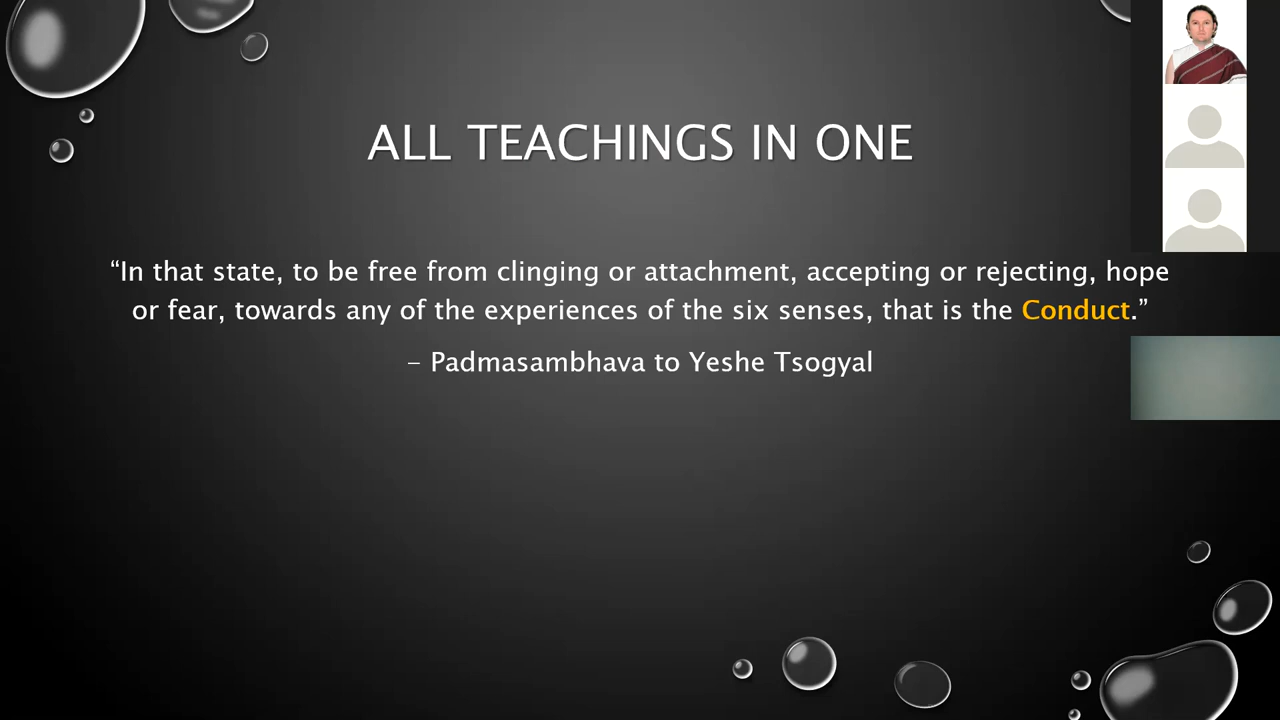 ALL TEACHINGS IN ONE
“In that state, to be free from clinging or attachment, accepting or rejecting, hope
or fear, towards any of the experiences of the six senses, that is the Conduct.”
– Padmasambhava to Yeshe Tsogyal